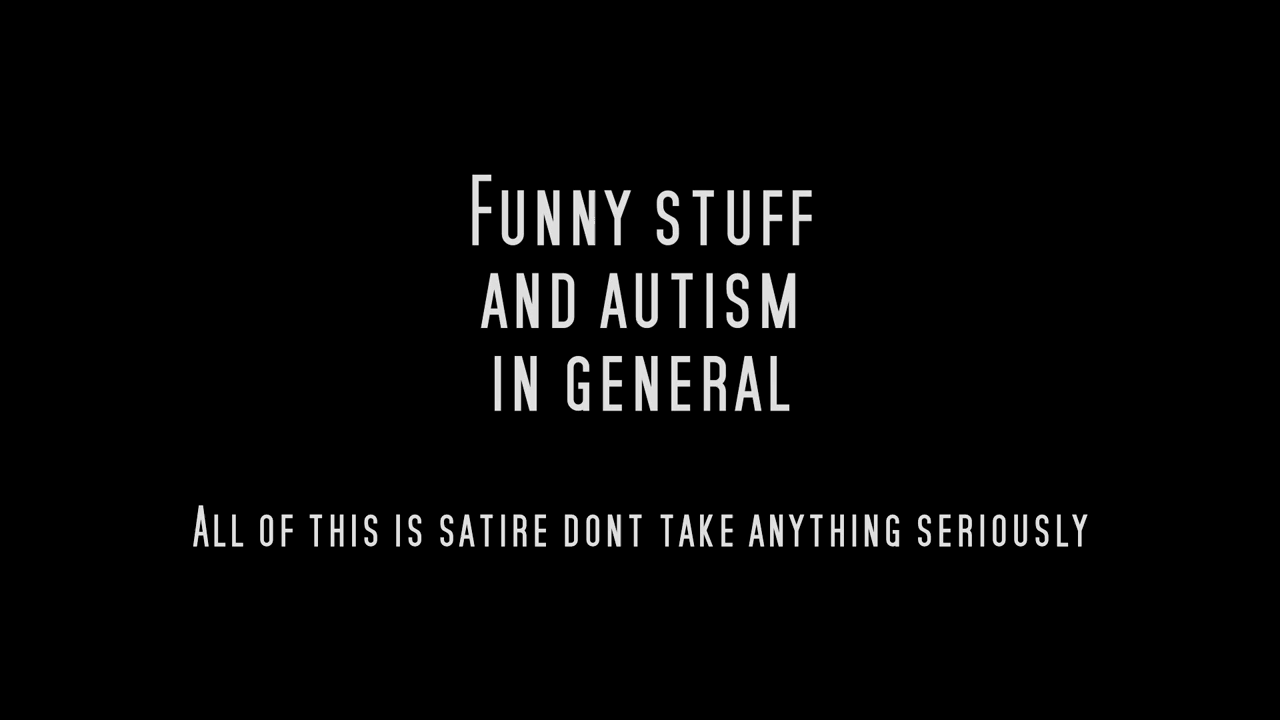 Funny stuff
and autism
in general
All of this is satire dont take anything seriously